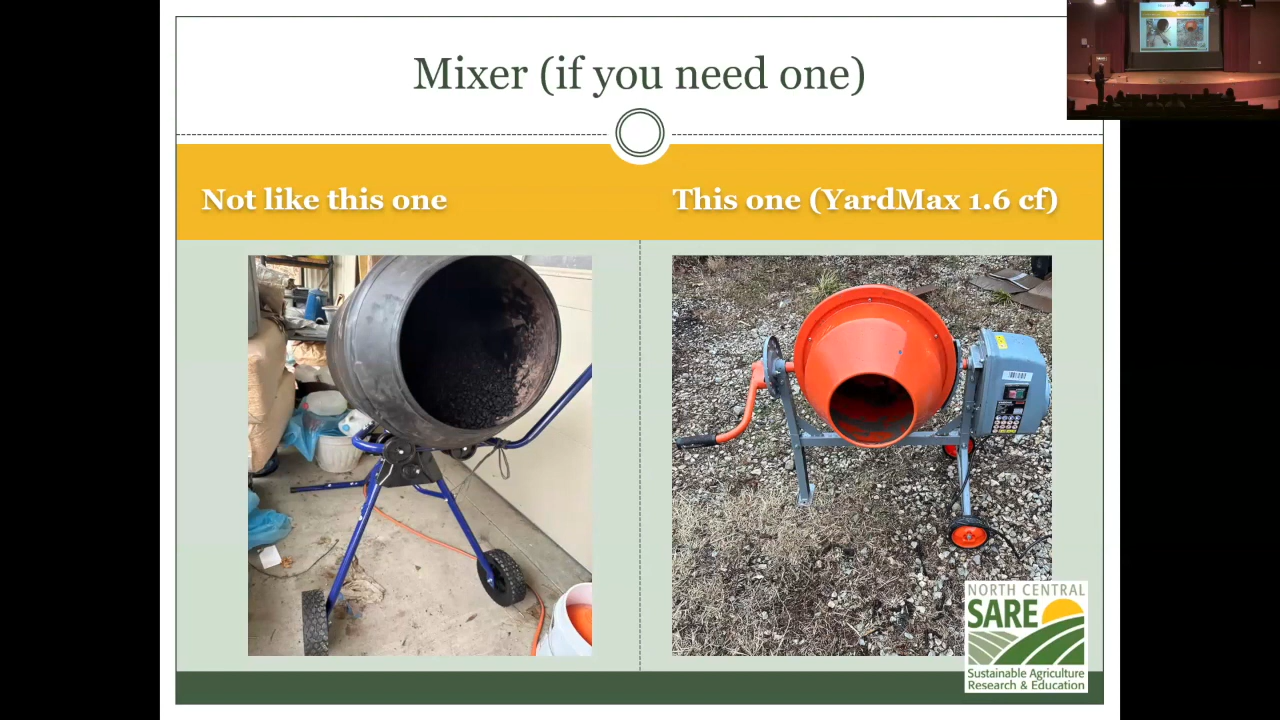 Mixer (if you need one)
Not like this one
This one (YardMax 1.6 cf)
NORTH CENTRAL
SARE
Sustainable Agriculture
Research & Education